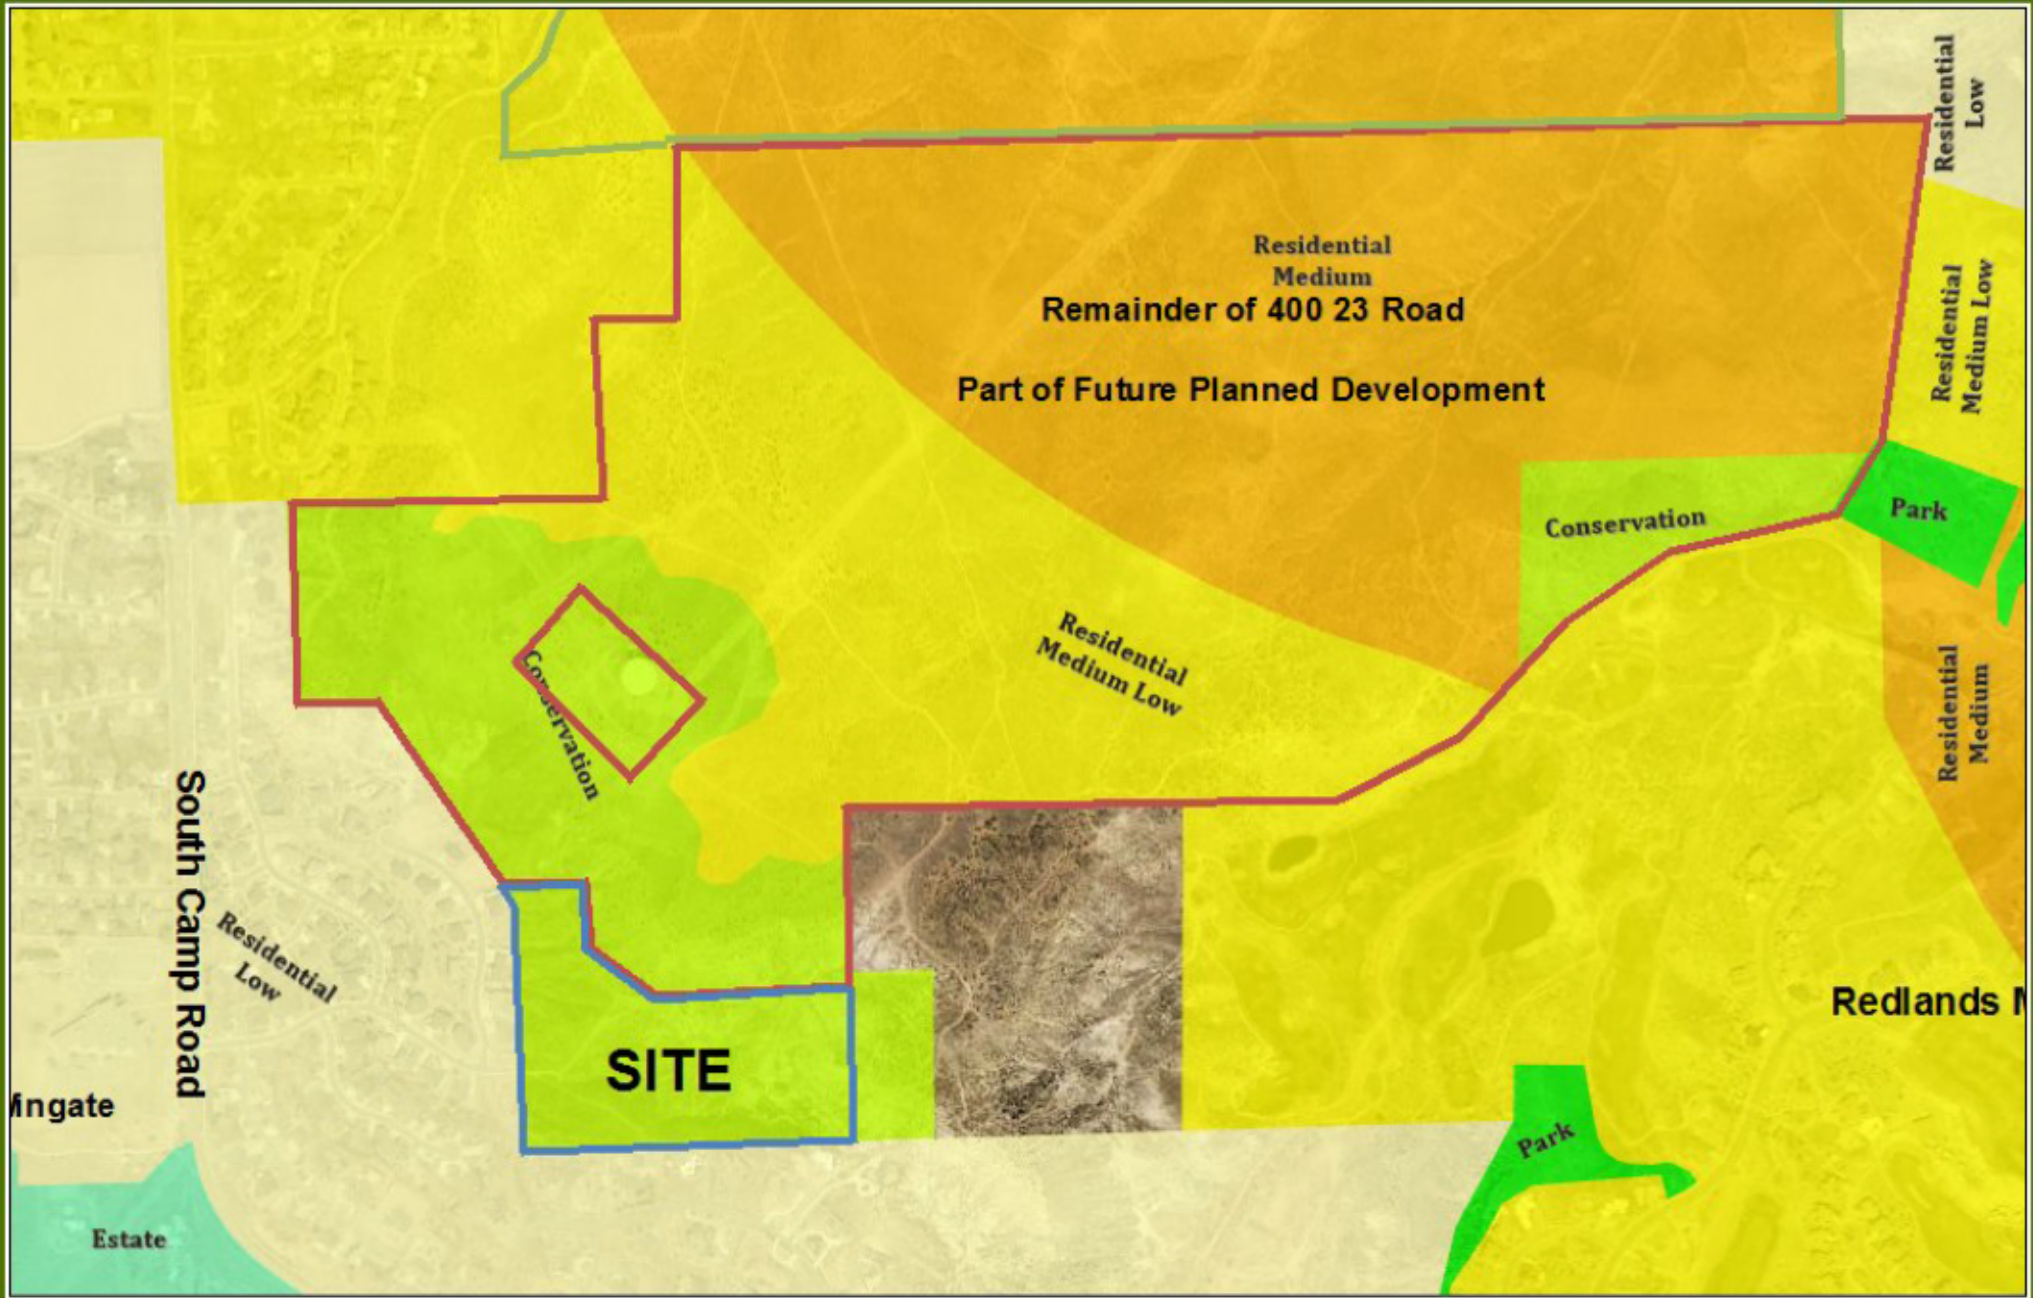 Residential
Low
Residential
Medium
Remainder of 400 23 Road
Part of Future Planned Development
Residential
Medium Low
Conservation
Park
Residential
Medium Low
Conservation
Residential
Medium
South Camp Road
Residential
Low
Redlands
SITE
Park
Estate